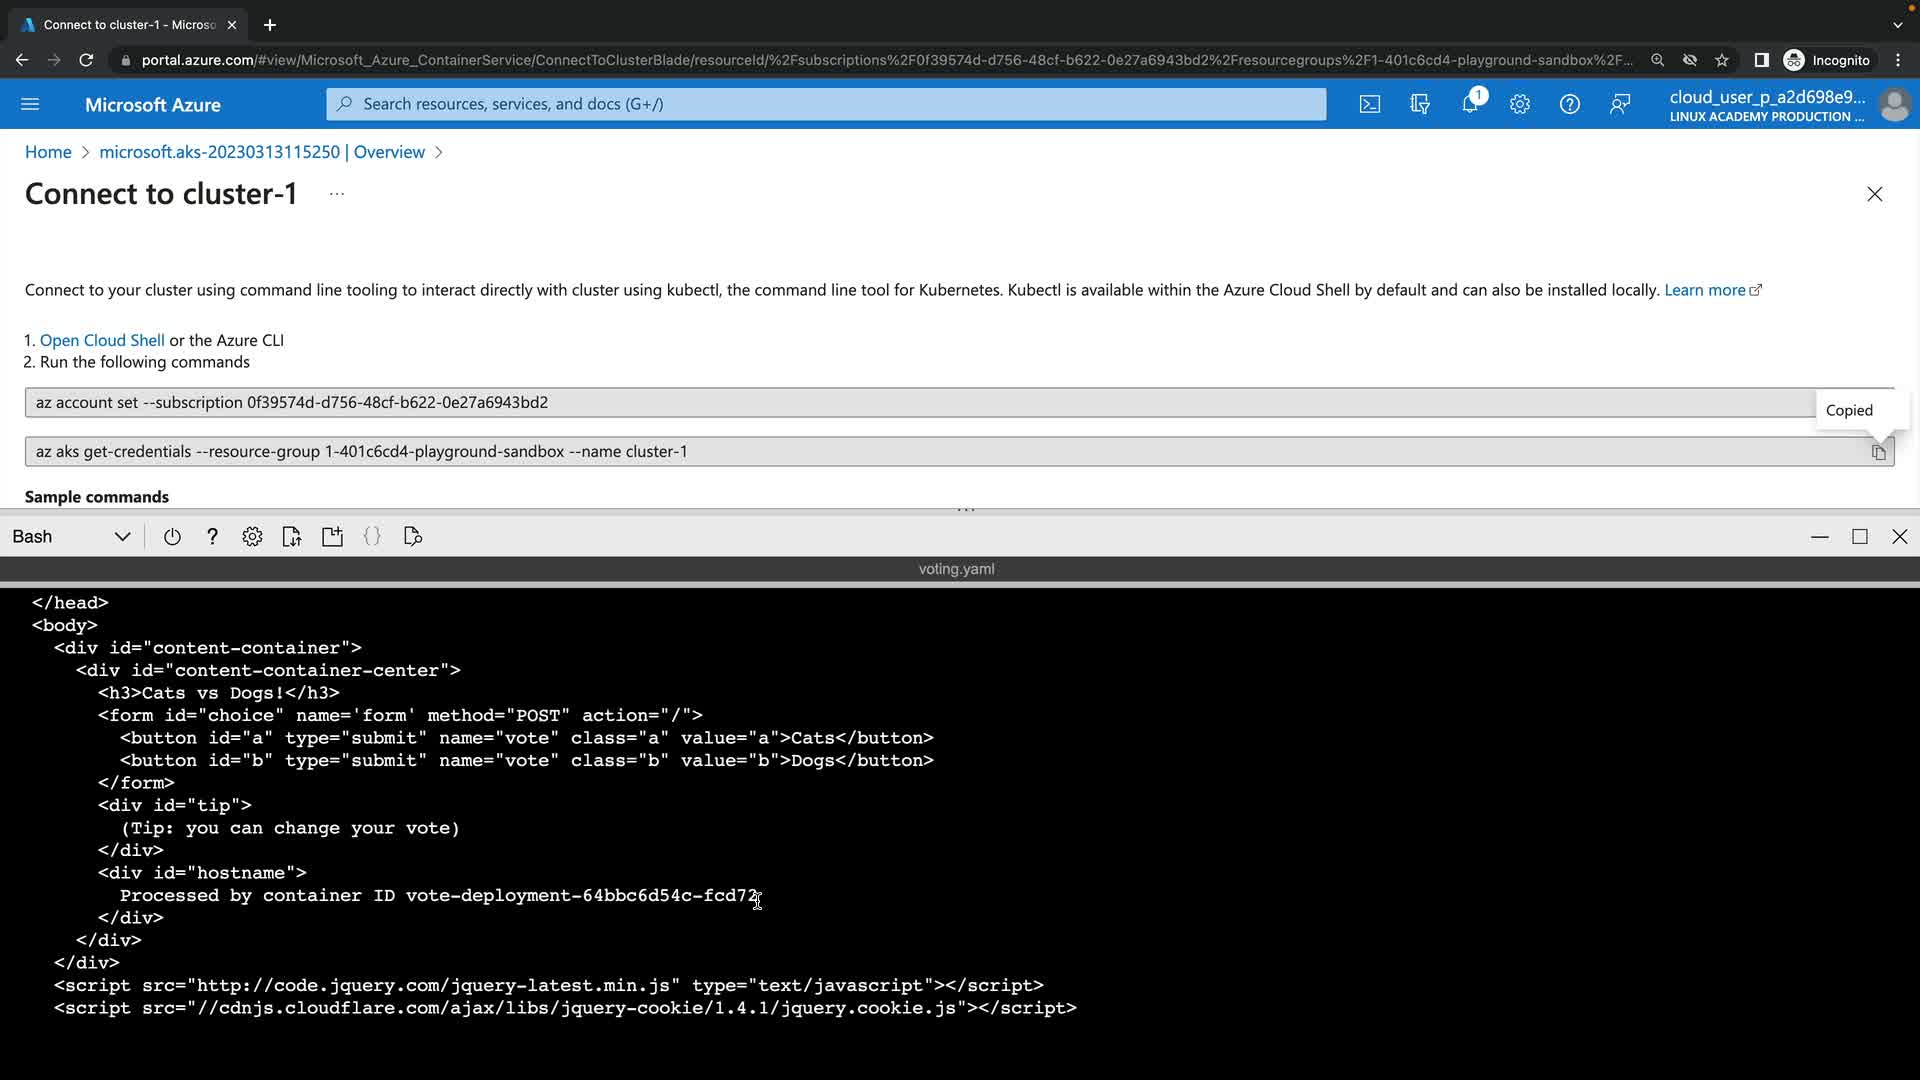 Connect to cluster-1 - Microso
portal.azure.com/#view/Microsoft_Azure_ContainerService/ConnectToClusterBlade/resourceId/%2Fsubscriptions%2F0f39574d-d756-48cf-b622-0e27a6943bd2%2Fresourcegroups%2F1-401c6cd4-playground-sandbox%2F...
Incognito
Microsoft Azure
Search resources, services, and docs (G+/)
1
cloud_user_p_a2d698e9...
LINUX ACADEMY PRODUCTION ...
Home > microsoft.aks-20230313115250 | Overview >
Connect to cluster-1 ...
Connect to your cluster using command line tooling to interact directly with cluster using kubectl, the command line tool for Kubernetes. Kubectl is available within the Azure Cloud Shell by default and can also be installed locally. Learn more
1. Open Cloud Shell or the Azure CLI
2. Run the following commands
az account set --subscription 0f39574d-d756-48cf-b622-0e27a6943bd2
Copied
az aks get-credentials --resource-group 1-401c6cd4-playground-sandbox --name cluster-1
Sample commands
Bash
voting.yaml
</head>
<body>
<div id="content-container">
<div id="content-container-center">
<h3>Cats vs Dogs!</h3>
<form id="choice" name='form' method="POST" action="/">
<button id="a" type="submit" name="vote" class="a" value="a">Cats</button>
<button id="b" type="submit" name="vote" class="b" value="b">Dogs</button>
</form>
<div id="tip">
(Tip: you can change your vote)
</div>
<div id="hostname">
Processed by container ID vote-deployment-64bbc6d54c-fcd72
</div>
</div>
</div>
<script src="http://code.jquery.com/jquery-latest.min.js" type="text/javascript"></script>
<script src="//cdnjs.cloudflare.com/ajax/libs/jquery-cookie/1.4.1/jquery.cookie.js"></script>